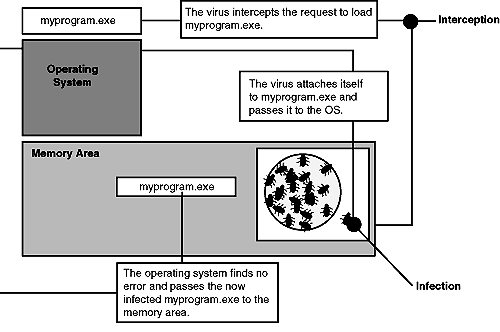 myprogram.exe
The virus intercepts the request to load
myprogram.exe.
Interception
Operating
System
The virus attaches itself
to myprogram.exe and
passes it to the OS.
Memory Area
myprogram.exe
Infection
The operating system finds no
error and passes the now
infected myprogram.exe to the
memory area.